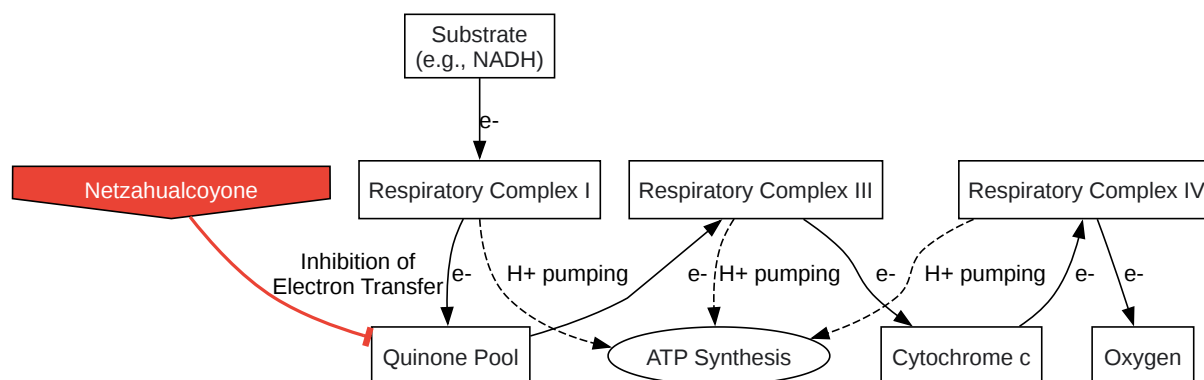 Substrate
(e.g., NADH)
e-
Netzahualcoyone
Respiratory Complex I
Respiratory Complex III
Respiratory Complex IV
Inhibition of
Electron Transfer
e-
H+ pumping
e-
H+ pumping
e-
H+ pumping
e-
e-
Quinone Pool
ATP Synthesis
Cytochrome c
Oxygen